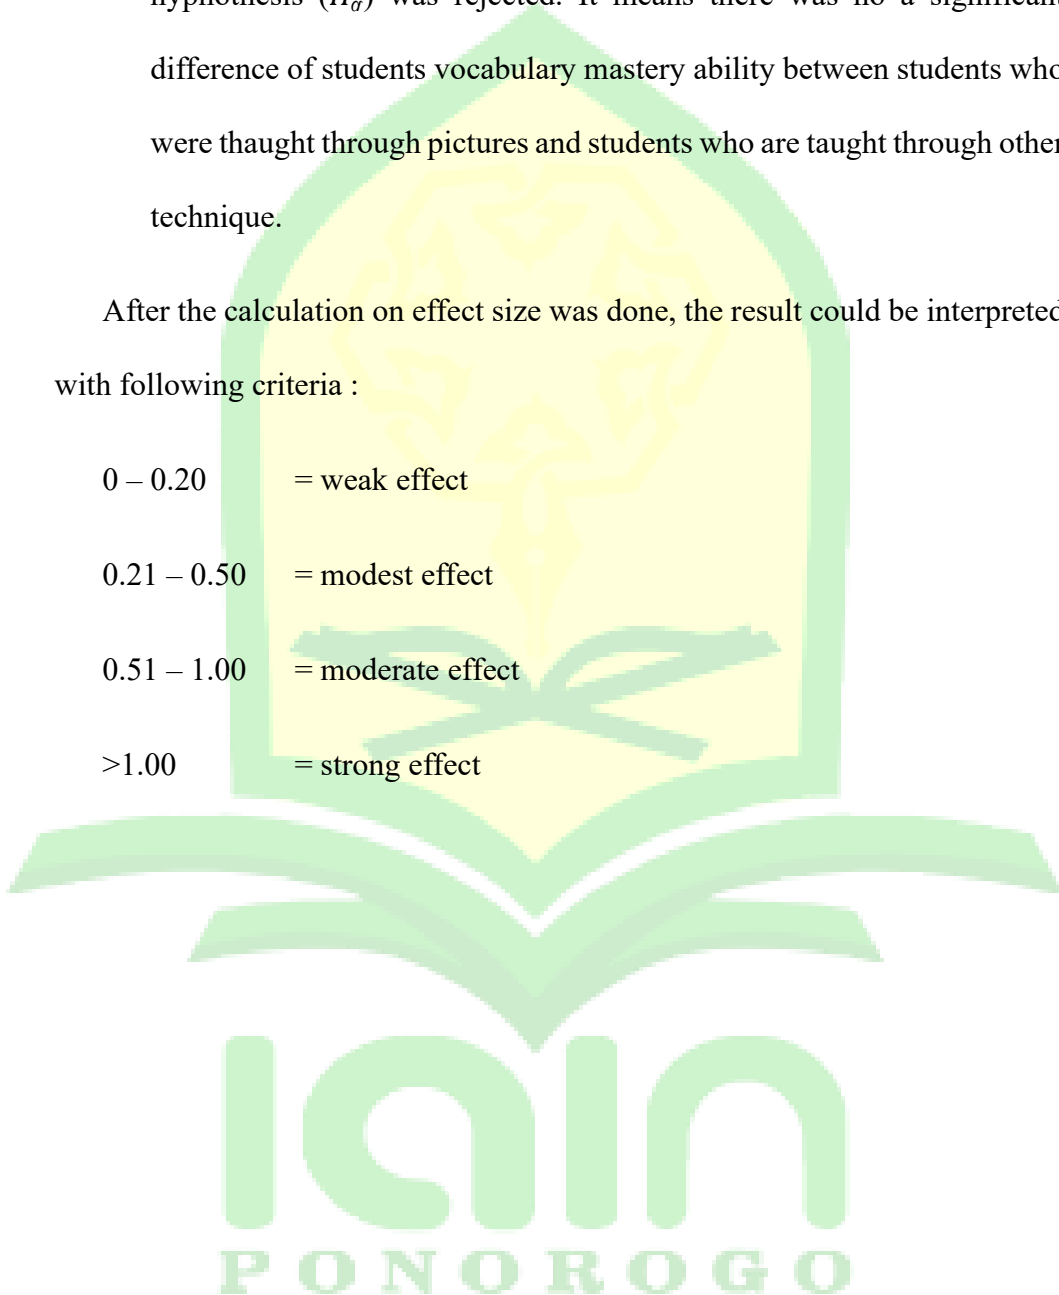 hyphothesis (Hα) was rejected. It means there was no a significant
difference of students vocabulary mastery ability between students who
were thaught through pictures and students who are taught through other
technique.
After the calculation on effect size was done, the result could be interpreted
with following criteria :
0 – 0.20 = weak effect
0.21 – 0.50 = modest effect
0.51 – 1.00 = moderate effect
>1.00 = strong effect
iain
PONOROGO